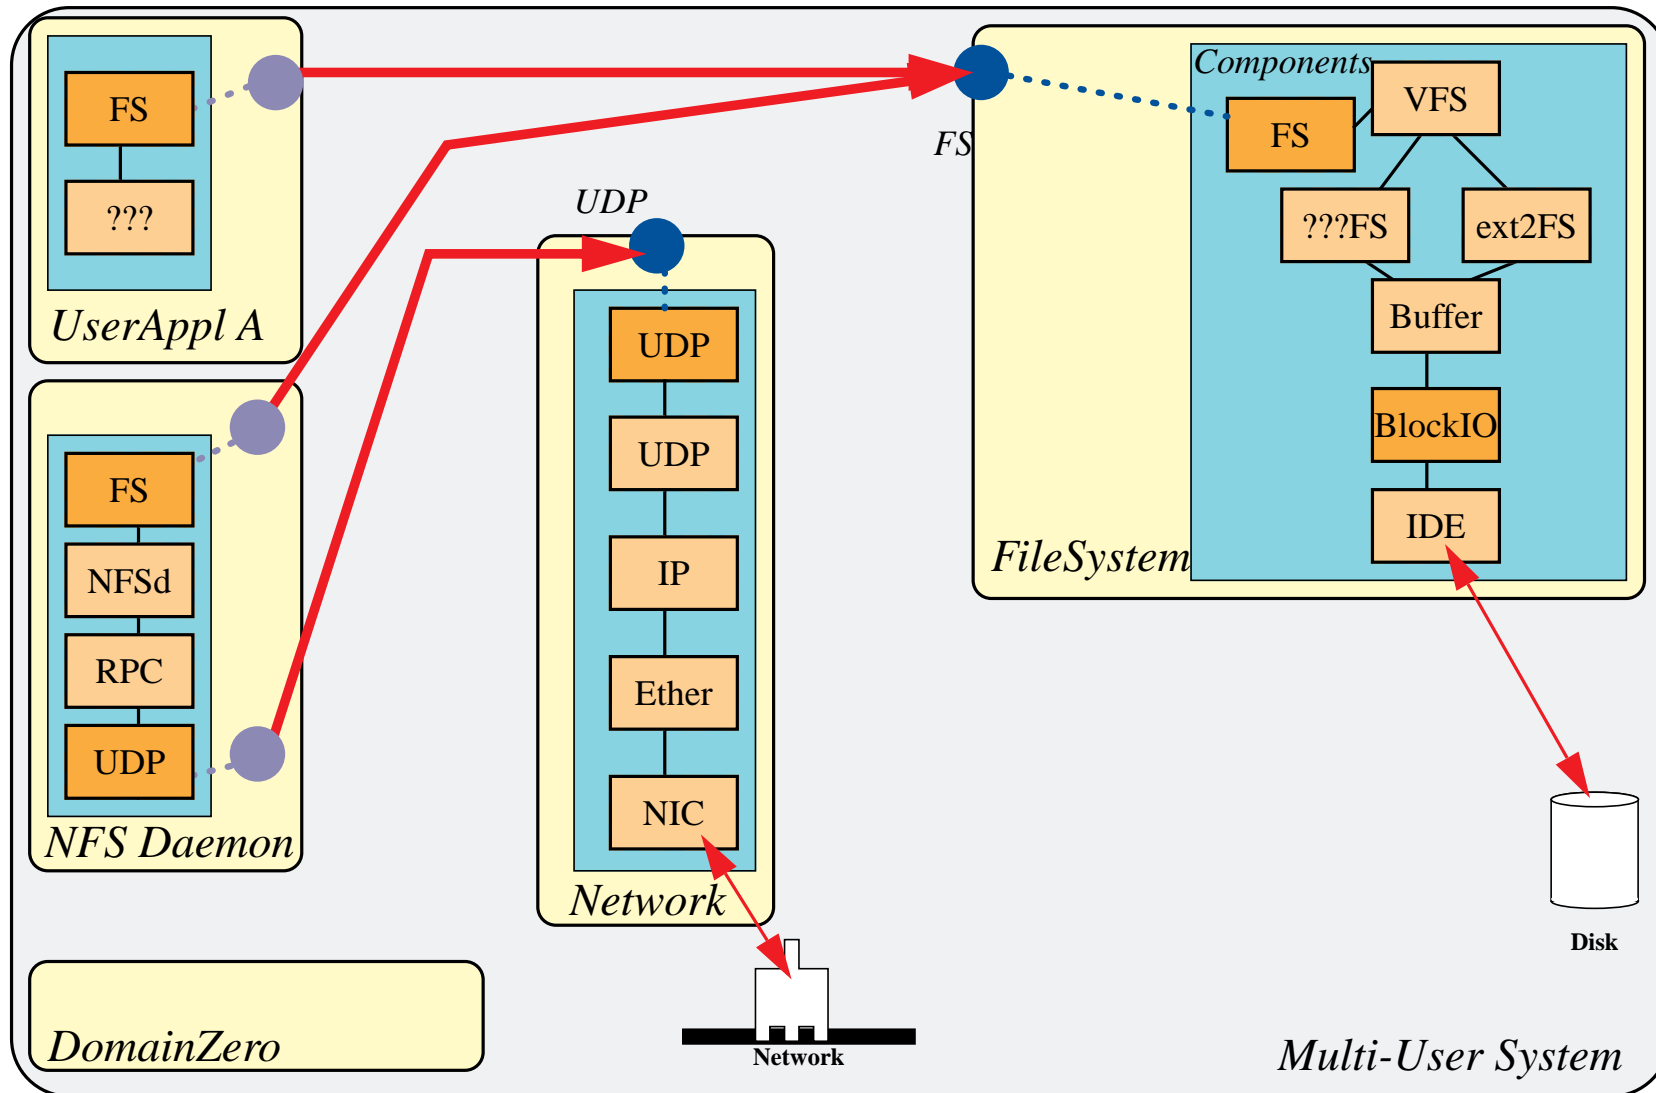 FS
???
UserAppl A
FS
NFSd
RPC
UDP
NFS Daemon
DomainZero
UDP
UDP
UDP
IP
Ether
NIC
Network
Network
FS
Components
VFS
FS
???FS
ext2FS
Buffer
BlockIO
IDE
FileSystem
Disk
Multi-User System